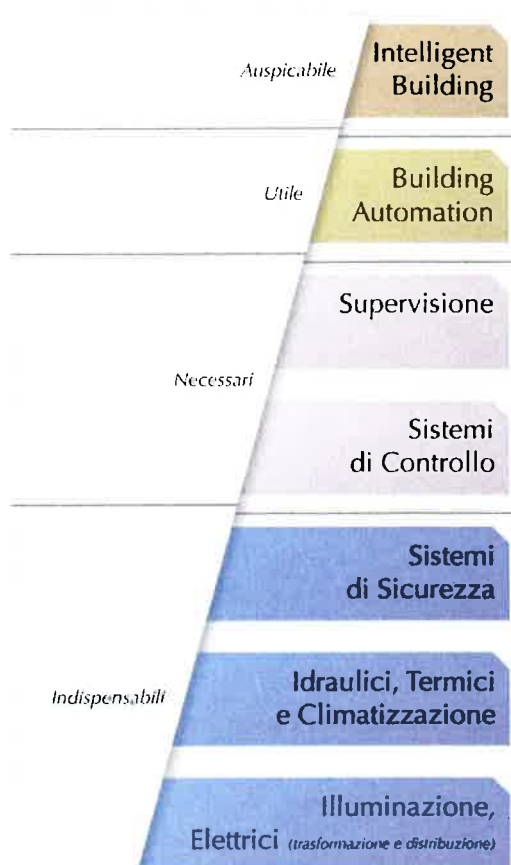 Auspicabile
Intelligent
Building
Utile
Building
Automation
Supervisione
Necessari
Sistemi
di Controllo
Sistemi
di Sicurezza
Indispensabili
Idraulici, Termici
e Climatizzazione
Illuminazione,
Elettrici (trasformazione e distribuzione)